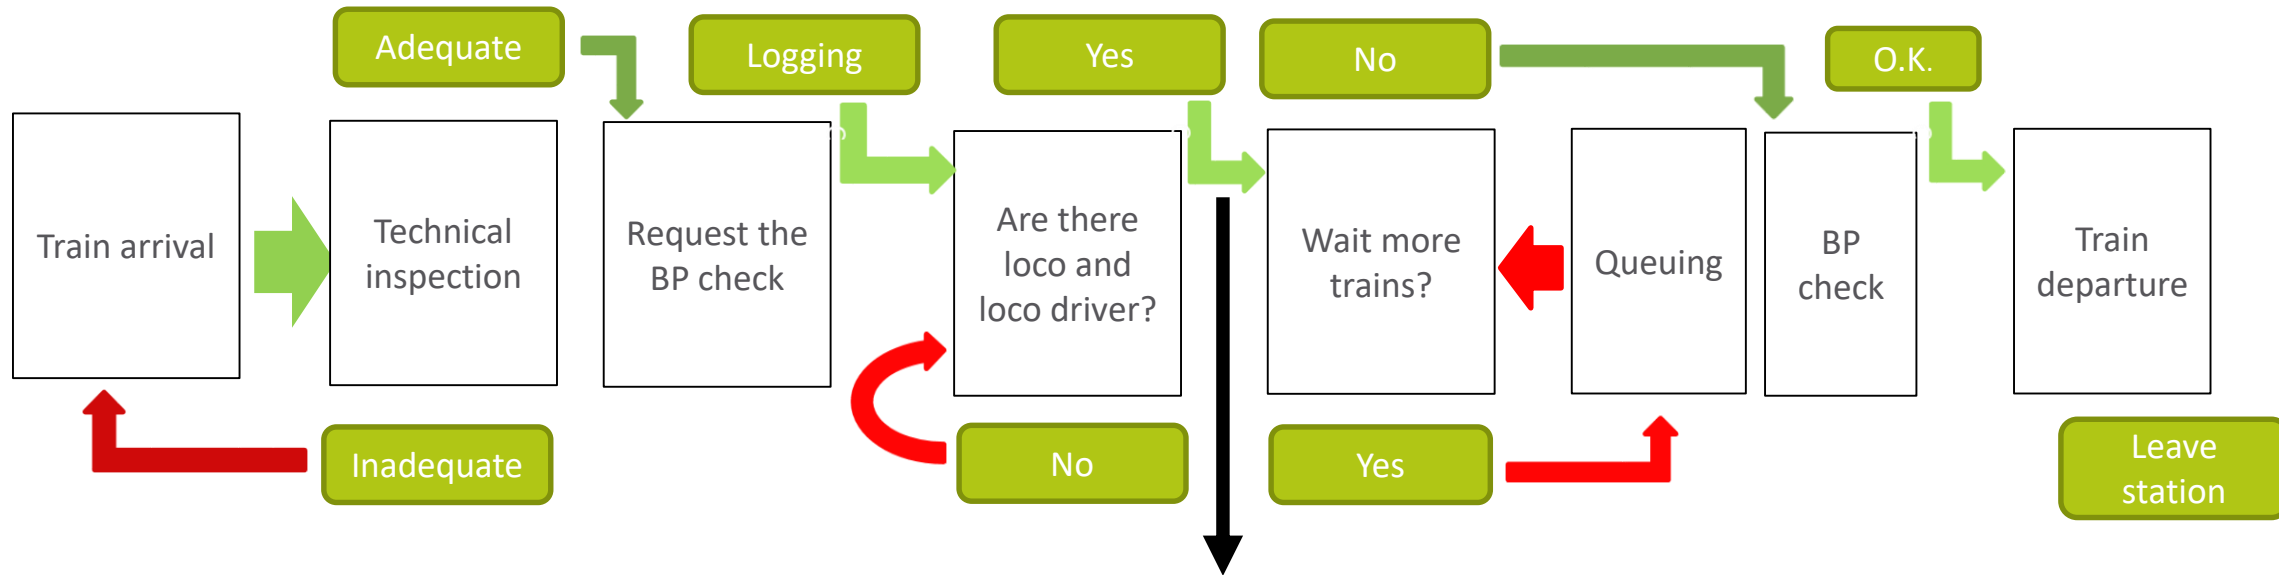 Adequate
Logging
Yes
No
O.K.
Train arrival
Technical
inspection
Request the
BP check
Are there
loco and
loco driver?
Wait more
trains?
Queuing
BP
check
Train
departure
Inadequate
No
Yes
Leave
station